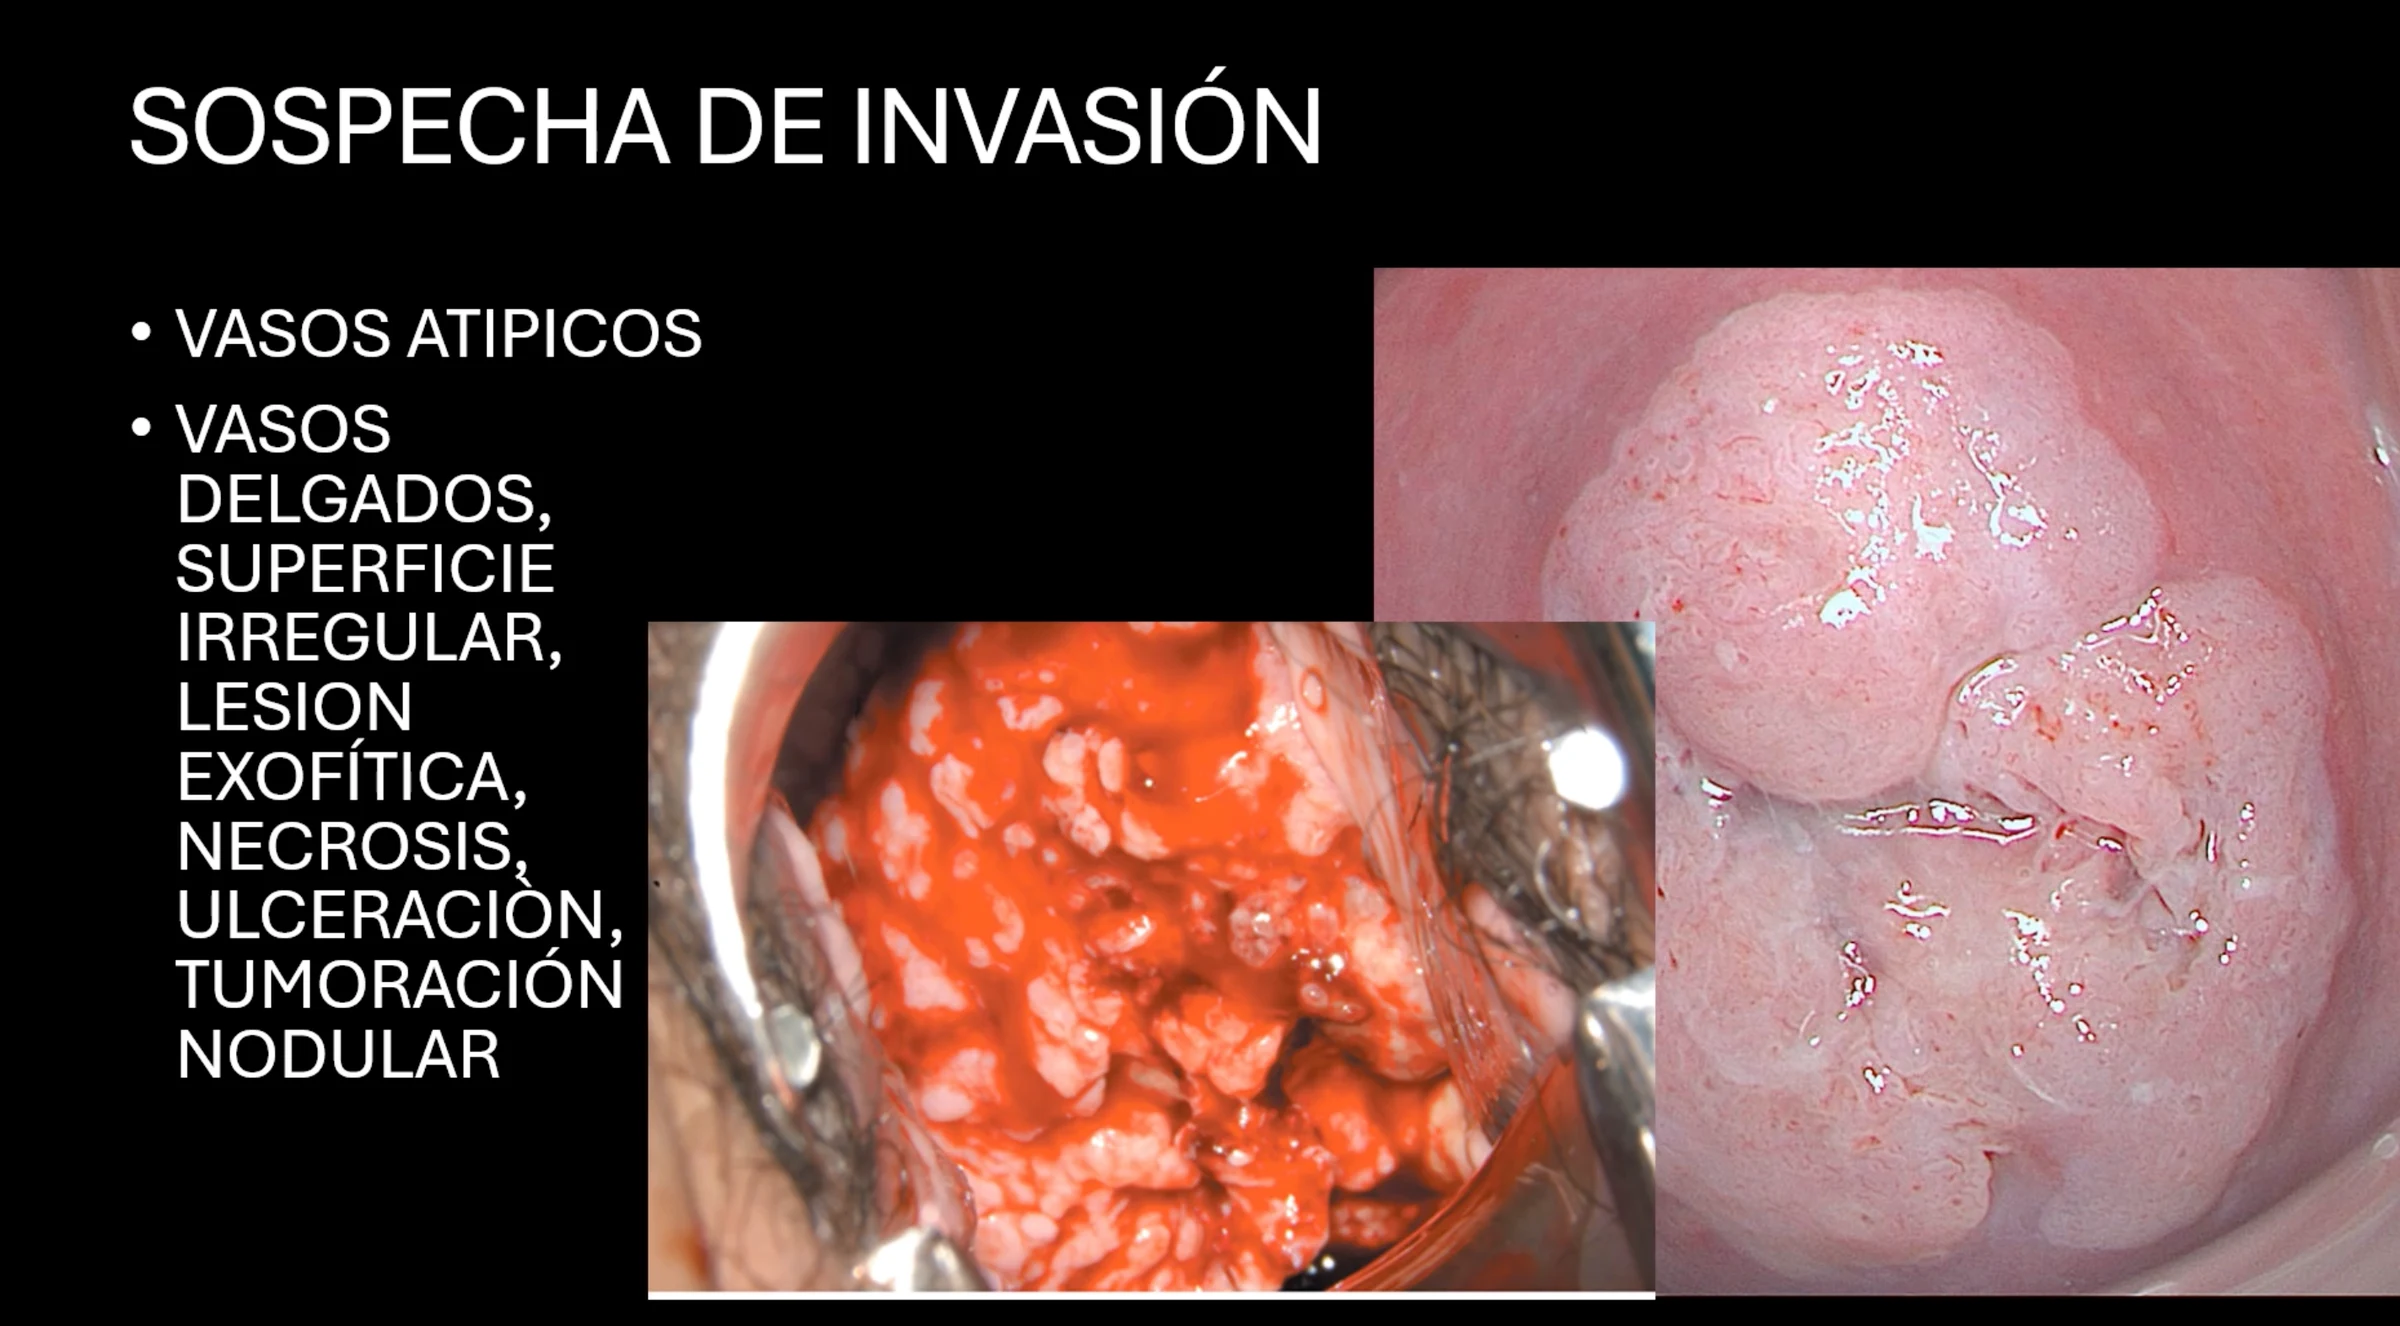 SOSPECHA DE INVASIÓN
• VASOS ATIPICOS
• VASOS
DELGADOS,
SUPERFICIE
IRREGULAR,
LESION
EXOFÍTICA,
NECROSIS,
ULCERACIÒN,
TUMORACIÓN
NODULAR